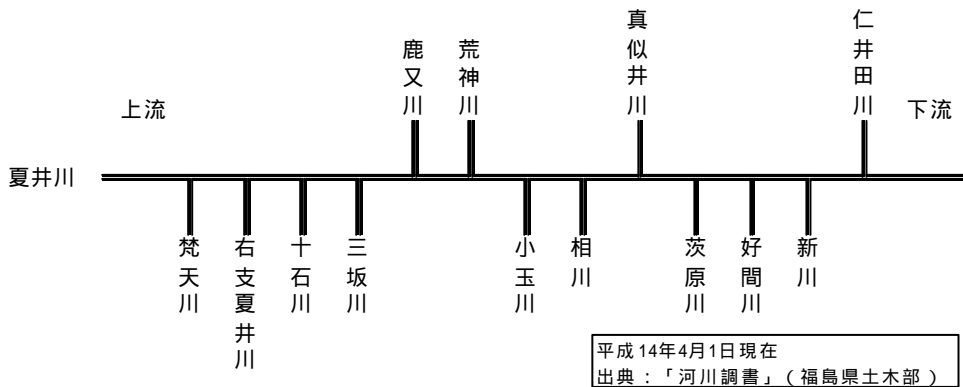 鹿又川
荒神川
真似井川
仁井田川
上流
下流
夏井川
梵天川
右支夏井川
十石川
三坂川
小玉川
相川
茨原川
好間川
新川
平成14年4月1日現在
出典：「河川調書」（福島県土木部）